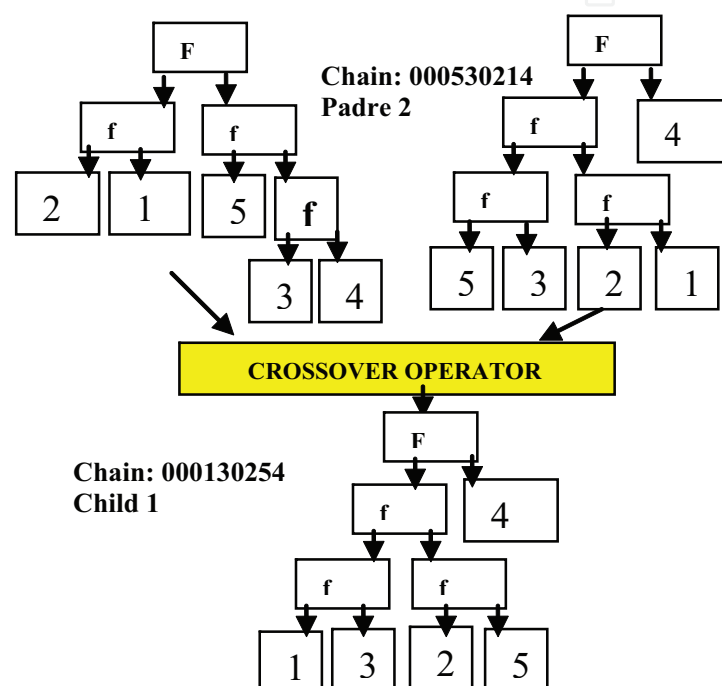 F
f
f
2
1
5
f
3
4
Chain: 000530214
Padre 2
F
f
4
f
f
5
3
2
1
CROSSOVER OPERATOR
Chain: 000130254
Child 1
F
f
4
f
f
1
3
2
5